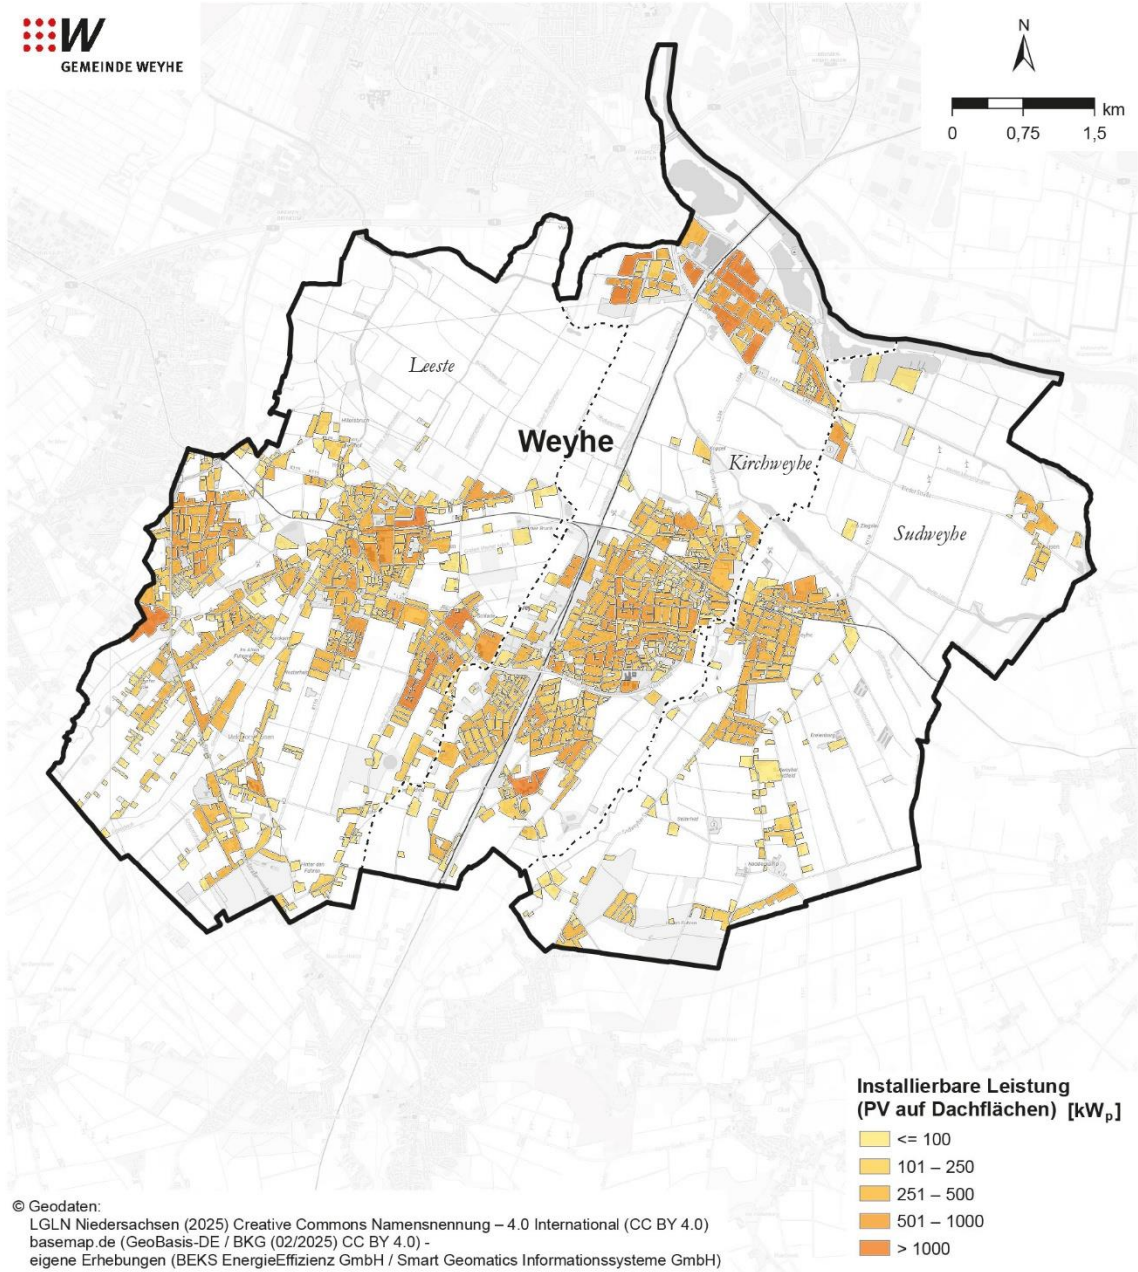 W
GEMEINDE WEYHE
N
km
0 0,75 1,5
Leeste
Weyhe
Kirchweyhe
Sudweyhe
Installierbare Leistung
(PV auf Dachflächen) [kWp]
<= 100
101 – 250
251 – 500
501 – 1000
> 1000
© Geodaten:
LGLN Niedersachsen (2025) Creative Commons Namensnennung – 4.0 International (CC BY 4.0)
basemap.de (GeoBasis-DE / BKG (02/2025) CC BY 4.0) -
eigene Erhebungen (BEKS EnergieEffizienz GmbH / Smart Geomatics Informationssysteme GmbH)